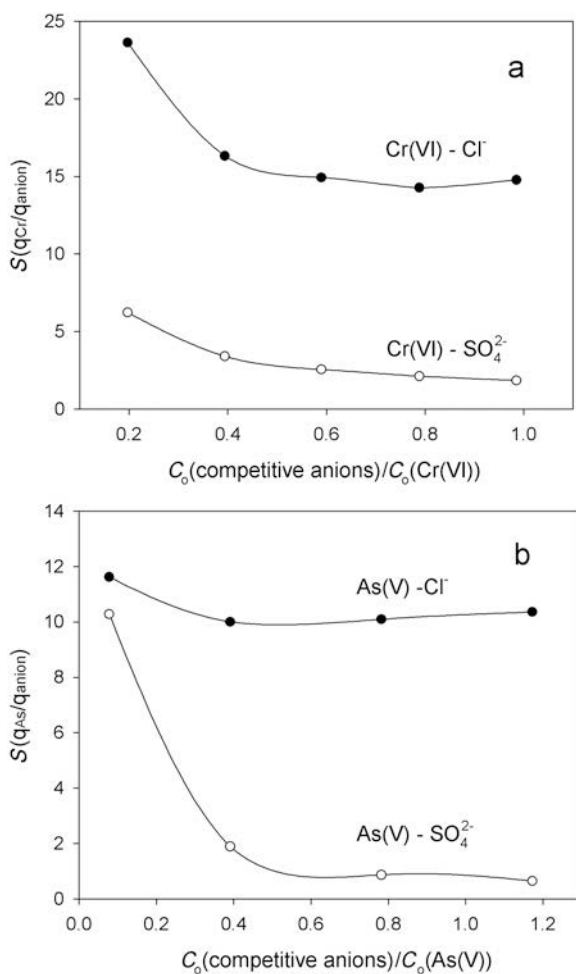 25
20
15
10
5
0
S(qCr/qanion)
a
Cr(VI) - Cl⁻
Cr(VI) - SO₄²⁻
0.2 0.4 0.6 0.8 1.0
Cₒ(competitive anions)/Cₒ(Cr(VI))
14
12
10
8
6
4
2
0
S(qAs/qanion)
b
As(V) -Cl⁻
As(V) - SO₄²⁻
0.0 0.2 0.4 0.6 0.8 1.0 1.2
Cₒ(competitive anions)/Cₒ(As(V))